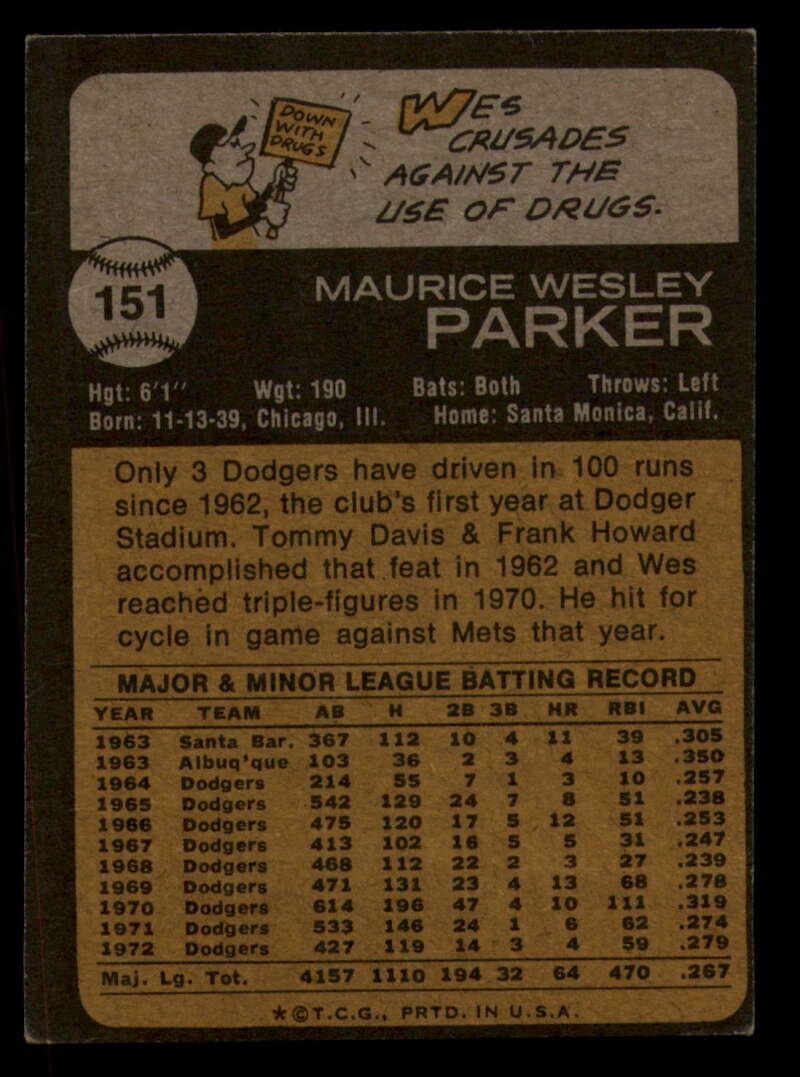 DOWN
WITH
DRUGS
WES
CRUSADES
AGAINST THE
USE OF DRUGS.
151
MAURICE WESLEY
PARKER
Hgt: 6'1" Wgt: 190 Bats: Both Throws: Left
Born: 11-13-39, Chicago, Ill. Home: Santa Monica, Calif.
Only 3 Dodgers have driven in 100 runs
since 1962, the club's first year at Dodger
Stadium. Tommy Davis & Frank Howard
accomplished that feat in 1962 and Wes
reached triple-figures in 1970. He hit for
cycle in game against Mets that year.
MAJOR & MINOR LEAGUE BATTING RECORD
YEAR TEAM AB H 2B 3B HR RBI AVG
1963 Santa Bar. 367 112 10 4 11 39 .305
1963 Albuq'que 103 36 2 3 4 13 .350
1964 Dodgers 214 55 7 1 3 10 .257
1965 Dodgers 542 129 24 7 8 51 .238
1966 Dodgers 475 120 17 5 12 51 .253
1967 Dodgers 413 102 16 5 5 31 .247
1968 Dodgers 468 112 22 2 3 27 .239
1969 Dodgers 471 131 23 4 13 68 .278
1970 Dodgers 614 196 47 4 10 111 .319
1971 Dodgers 533 146 24 1 6 62 .274
1972 Dodgers 427 119 14 3 4 59 .279
Maj. Lg. Tot. 4157 1110 194 32 64 470 .267
★©T.C.G., PRTD. IN U.S.A.